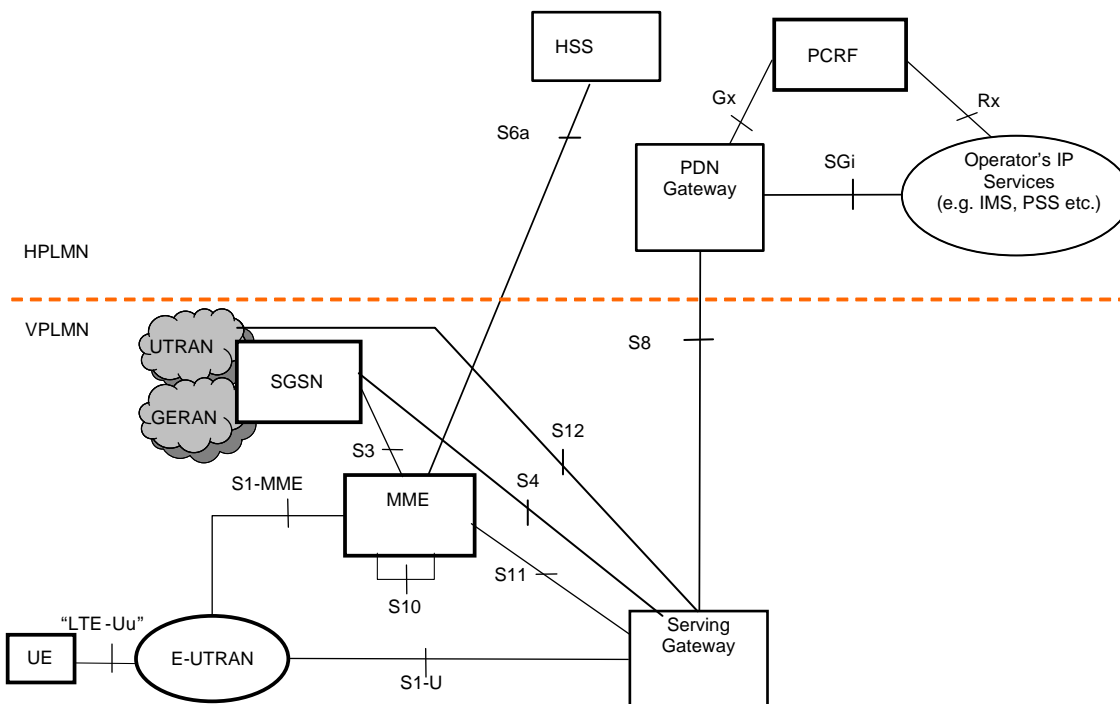 HSS
PCRF
Gx
Rx
S6a
PDN
Gateway
SGi
Operator's IP
Services
(e.g. IMS, PSS etc.)
HPLMN
VPLMN
UTRAN
S8
SGSN
GERAN
S12
S3
S4
S1-MME
MME
S11
S10
"LTE-Uu"
Serving
Gateway
UE
E-UTRAN
S1-U